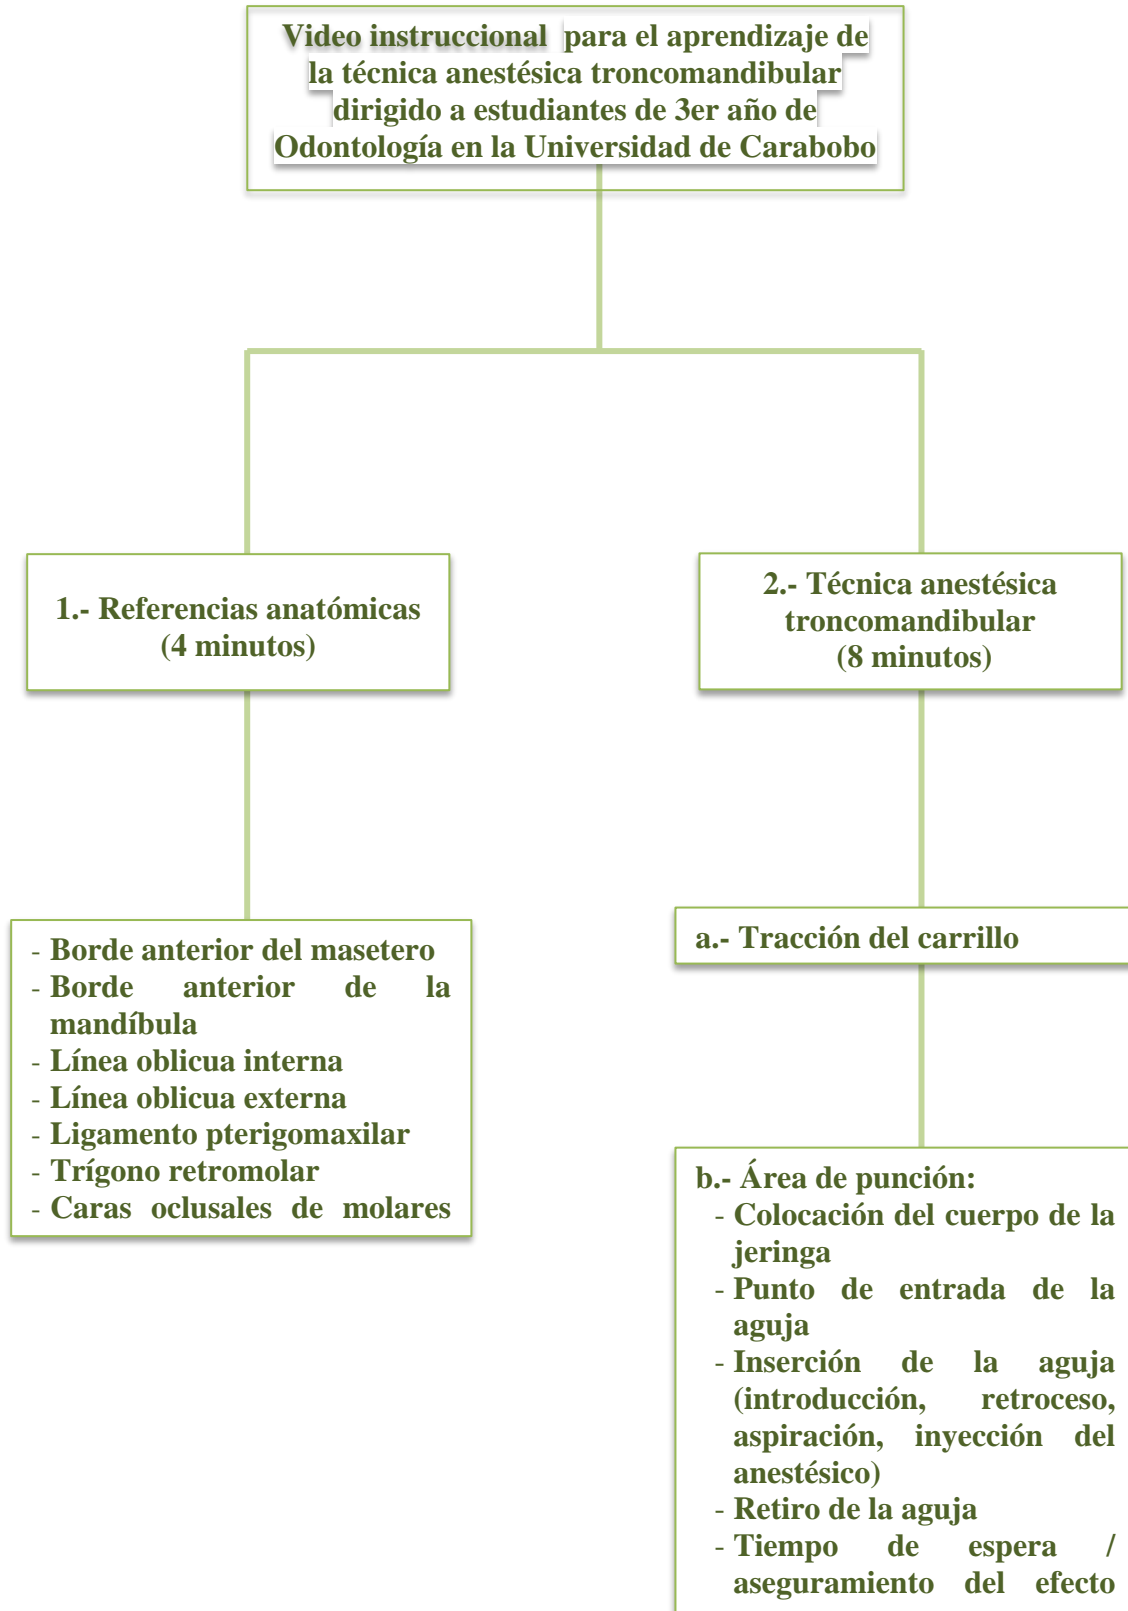 Video instruccional para el aprendizaje de
la técnica anestésica troncomandibular
dirigido a estudiantes de 3er año de
Odontología en la Universidad de Carabobo
1.- Referencias anatómicas
(4 minutos)
2.- Técnica anestésica
troncomandibular
(8 minutos)
- Borde anterior del masetero
- Borde anterior de la
mandíbula
- Línea oblicua interna
- Línea oblicua externa
- Ligamento pterigomaxilar
- Trígono retromolar
- Caras oclusales de molares
a.- Tracción del carrillo
b.- Área de punción:
- Colocación del cuerpo de la
jeringa
- Punto de entrada de la
aguja
- Inserción de la aguja
(introducción, retroceso,
aspiración, inyección del
anestésico)
- Retiro de la aguja
- Tiempo de espera /
aseguramiento del efecto